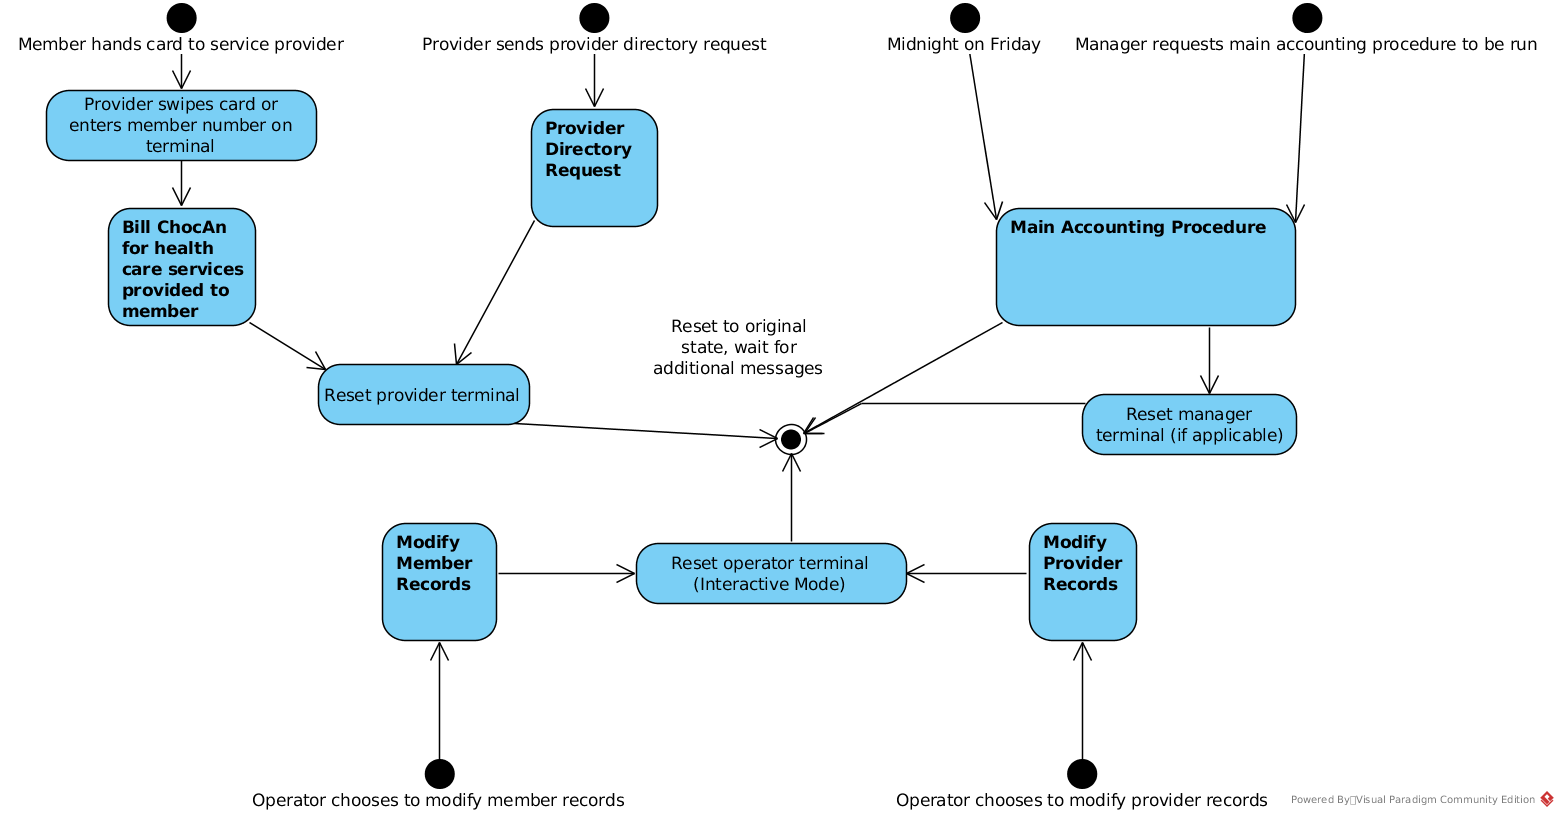 Member hands card to service provider
Provider sends provider directory request
Midnight on Friday
Manager requests main accounting procedure to be run
Provider swipes card or
enters member number on
terminal
Provider
Directory
Request
Bill ChocAn
for health
care services
provided to
member
Main Accounting Procedure
Reset to original
state, wait for
additional messages
Reset provider terminal
Reset manager
terminal (if applicable)
Modify
Member
Records
Reset operator terminal
(Interactive Mode)
Modify
Provider
Records
Operator chooses to modify member records
Operator chooses to modify provider records
Powered By Visual Paradigm Community Edition